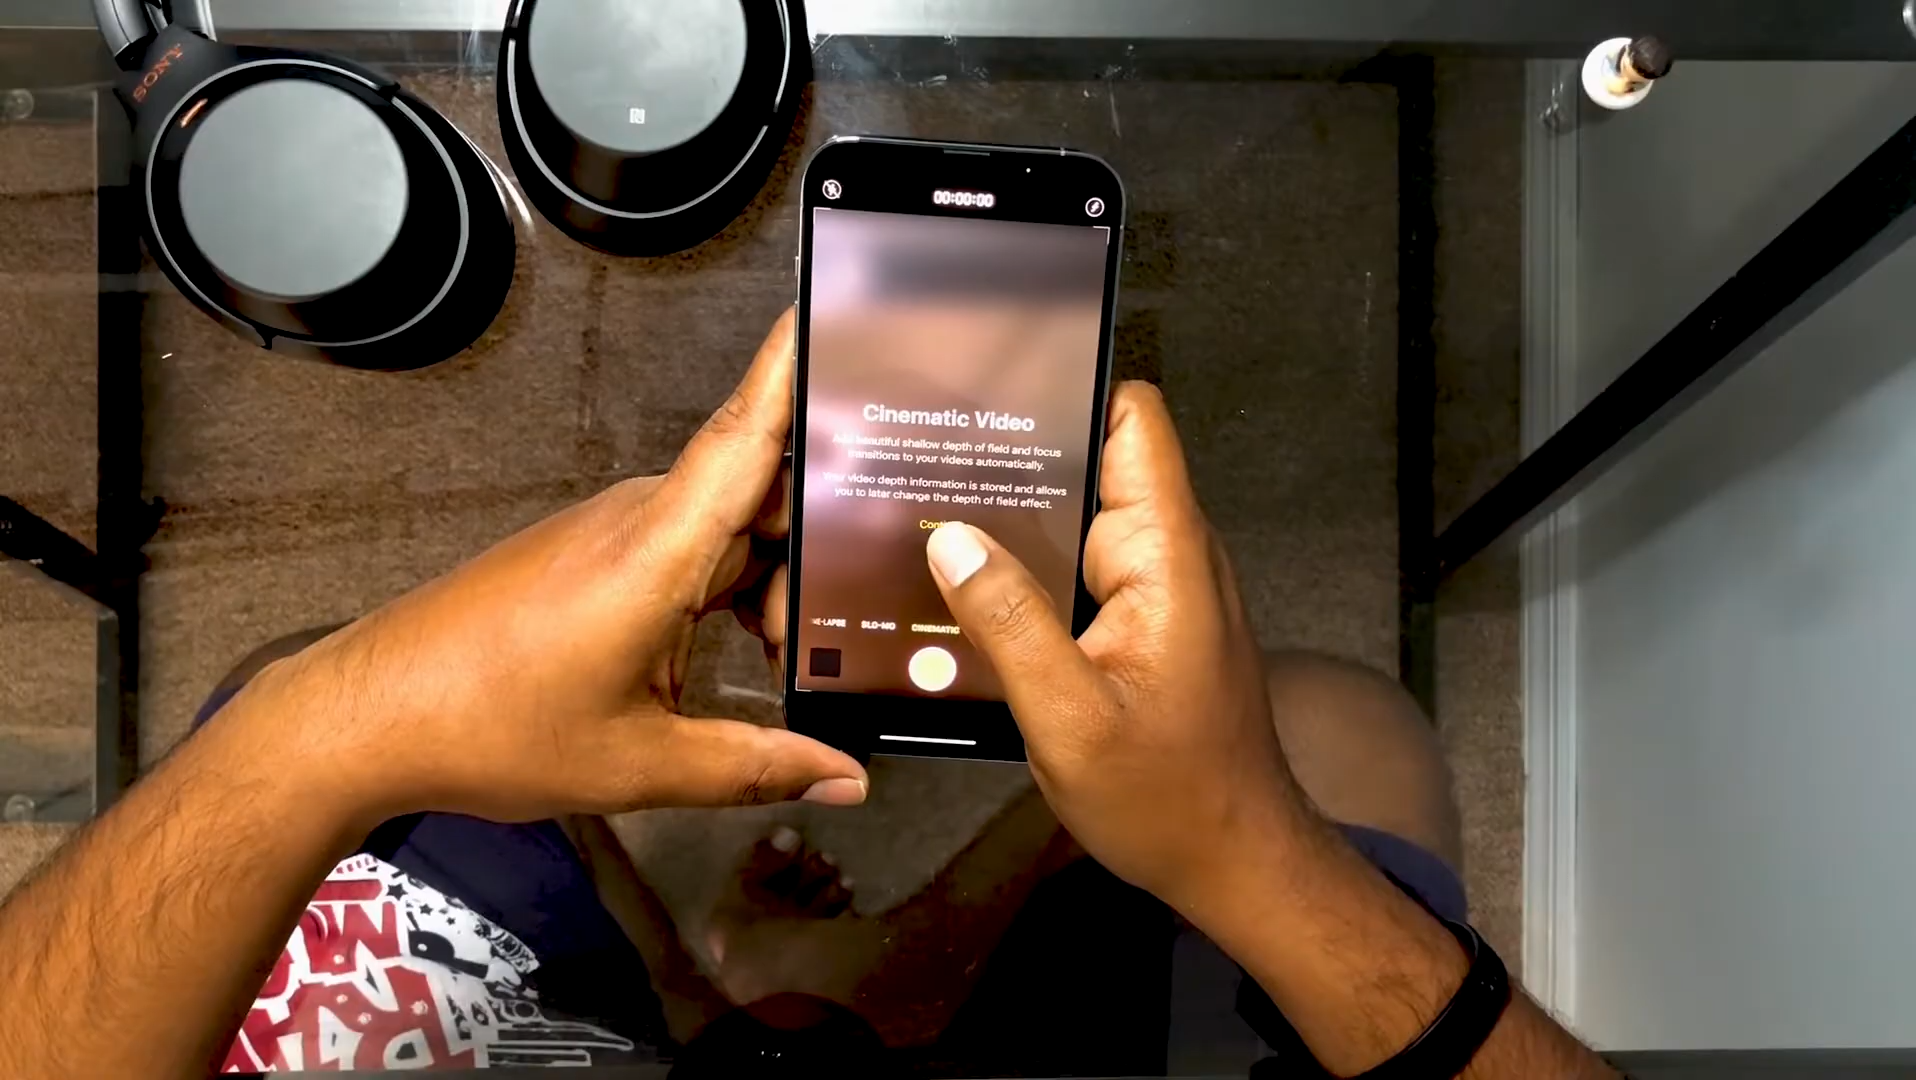 SONY
00:00:00
Cinematic Video
beautiful shallow depth of field and focus
transitions to your videos automatically.
Your video depth information is stored and allows
you to later change the depth of field effect.
SLO-MO CINEMATIC